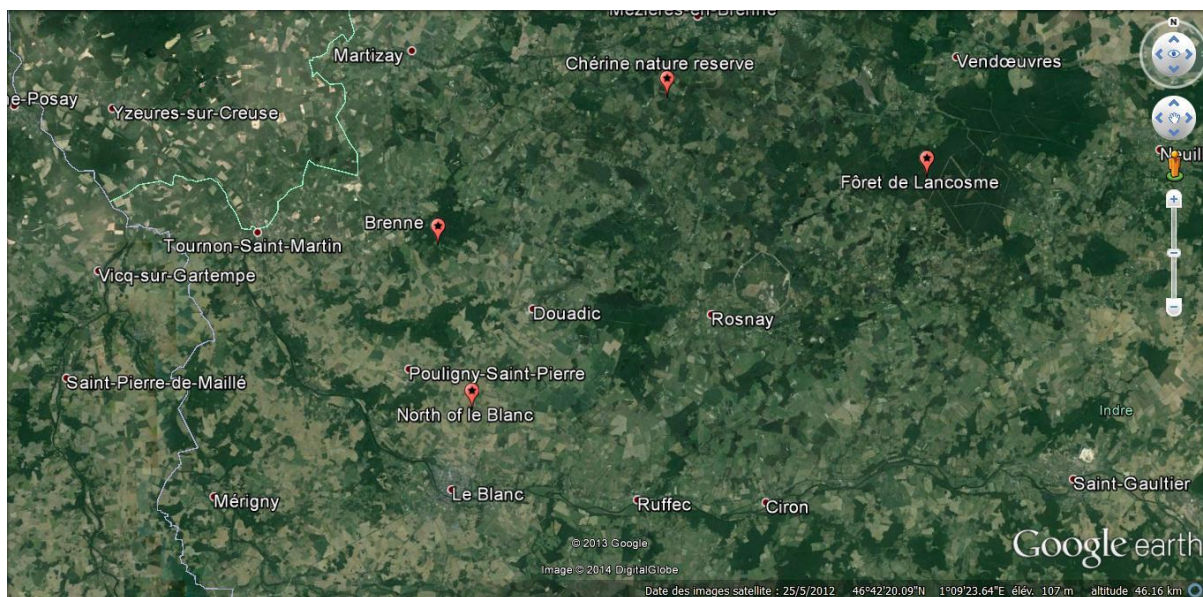 Mézières-en-Brenne
Martizay
Chérine nature reserve
Vendœuvres
N
ne-Posay
Yzeures-sur-Creuse
Neuil
Fôret de Lancosme
Brenne
Tournon-Saint-Martin
Vicq-sur-Gartempe
Douadic
Rosnay
Pouligny-Saint-Pierre
Saint-Pierre-de-Maillé
North of le Blanc
Indre
Le Blanc
Saint-Gaultier
Mérigny
Ruffec
Ciron
© 2013 Google
Google earth
Image © 2014 DigitalGlobe
Date des images satellite : 25/5/2012 46°42'20.09"N 1°09'23.64"E élév. 107 m altitude 46.16 km